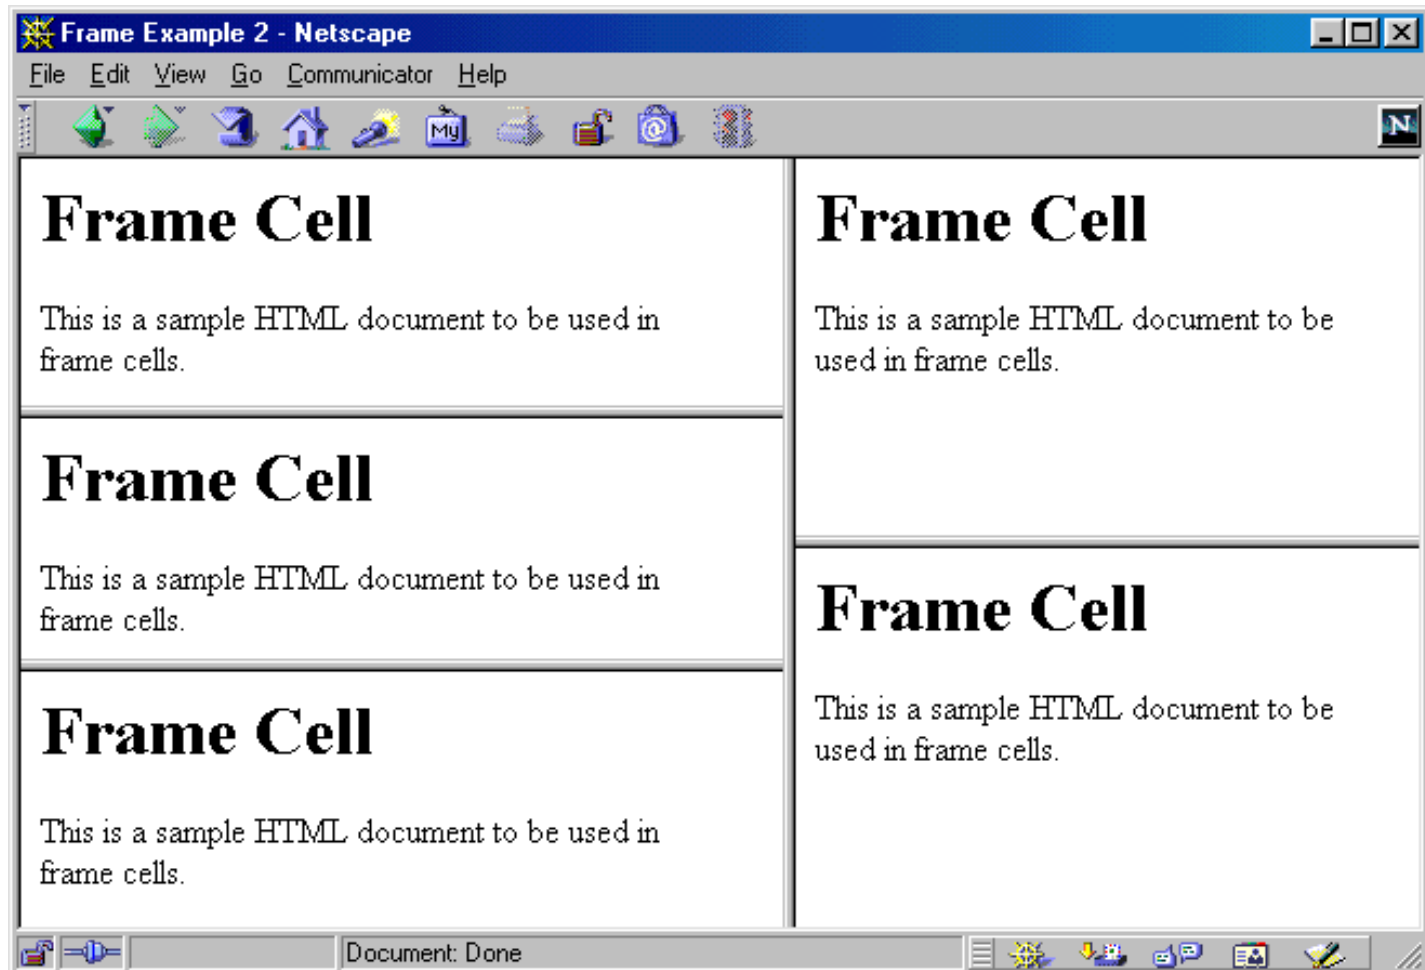 Frame Example 2 - Netscape
File Edit View Go Communicator Help
My
N
Frame Cell
This is a sample HTML document to be used in
frame cells.
Frame Cell
This is a sample HTML document to be used in
frame cells.
Frame Cell
This is a sample HTML document to be used in
frame cells.
Frame Cell
This is a sample HTML document to be
used in frame cells.
Frame Cell
This is a sample HTML document to be
used in frame cells.
Document: Done